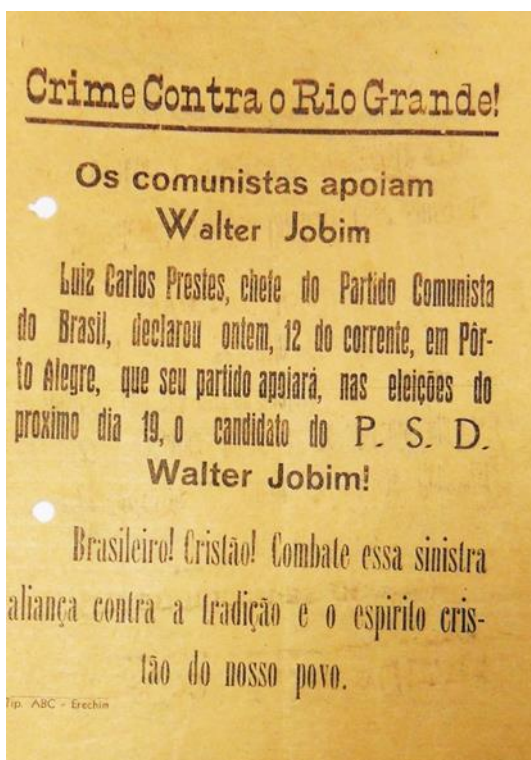 Crime Contra o Rio Grande!
Os comunistas apoiam
Walter Jobim
Luiz Carlos Prestes, chefe do Partido Comunista
do Brasil, declarou ontem, 12 do corrente, em Pôr-
to Alegre, que seu partido apoiará, nas eleições do
proximo dia 19, o candidato do P. S. D.
Walter Jobim!
Brasileiro! Cristão! Combate essa sinistra
aliança contra a tradição e o espirito cris-
tão do nosso povo.
Tip. ABC - Erechim